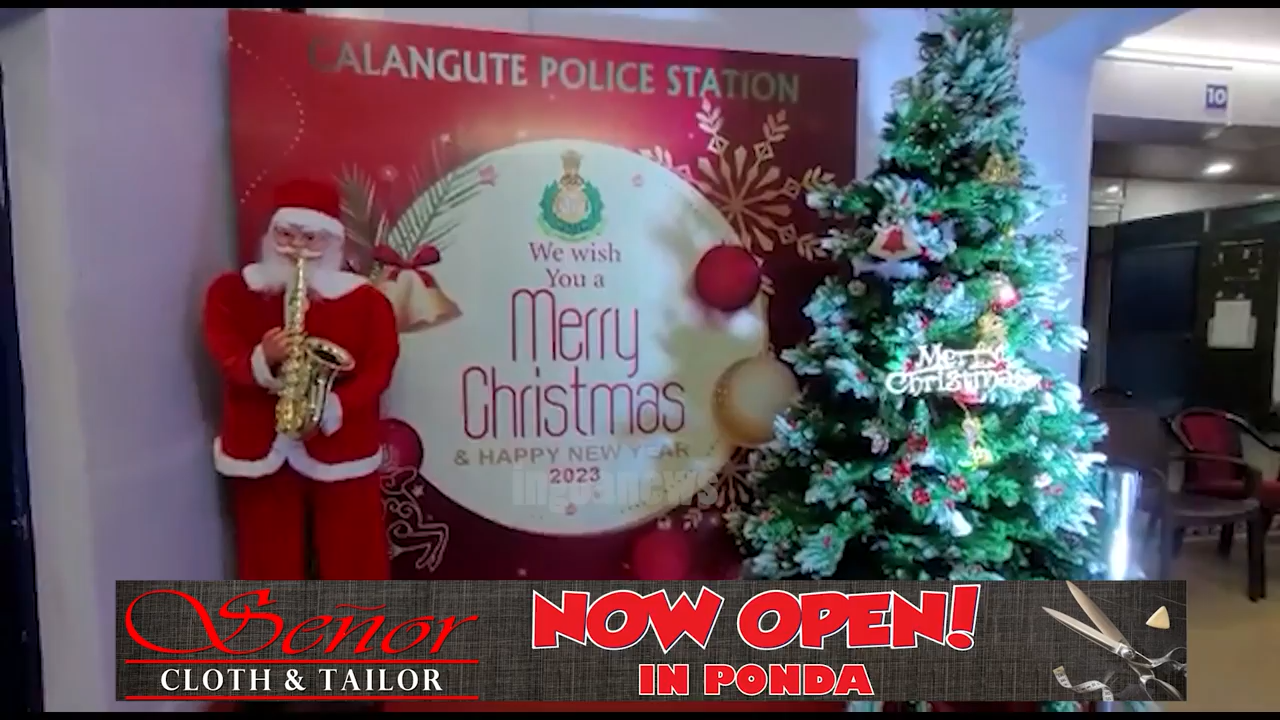 CALANGUTE POLICE STATION
10
We wish
You a
Merry
Christmas
& HAPPY NEW YEAR
2023
Merry
Christmas
ingoanews
Señor
CLOTH & TAILOR
NOW OPEN!
IN PONDA